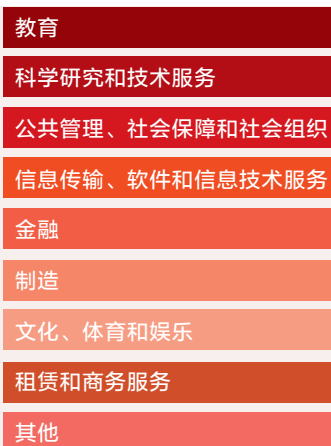 教育
科学研究和技术服务
公共管理、社会保障和社会组织
信息传输、软件和信息技术服务
金融
制造
文化、体育和娱乐
租赁和商务服务
其他